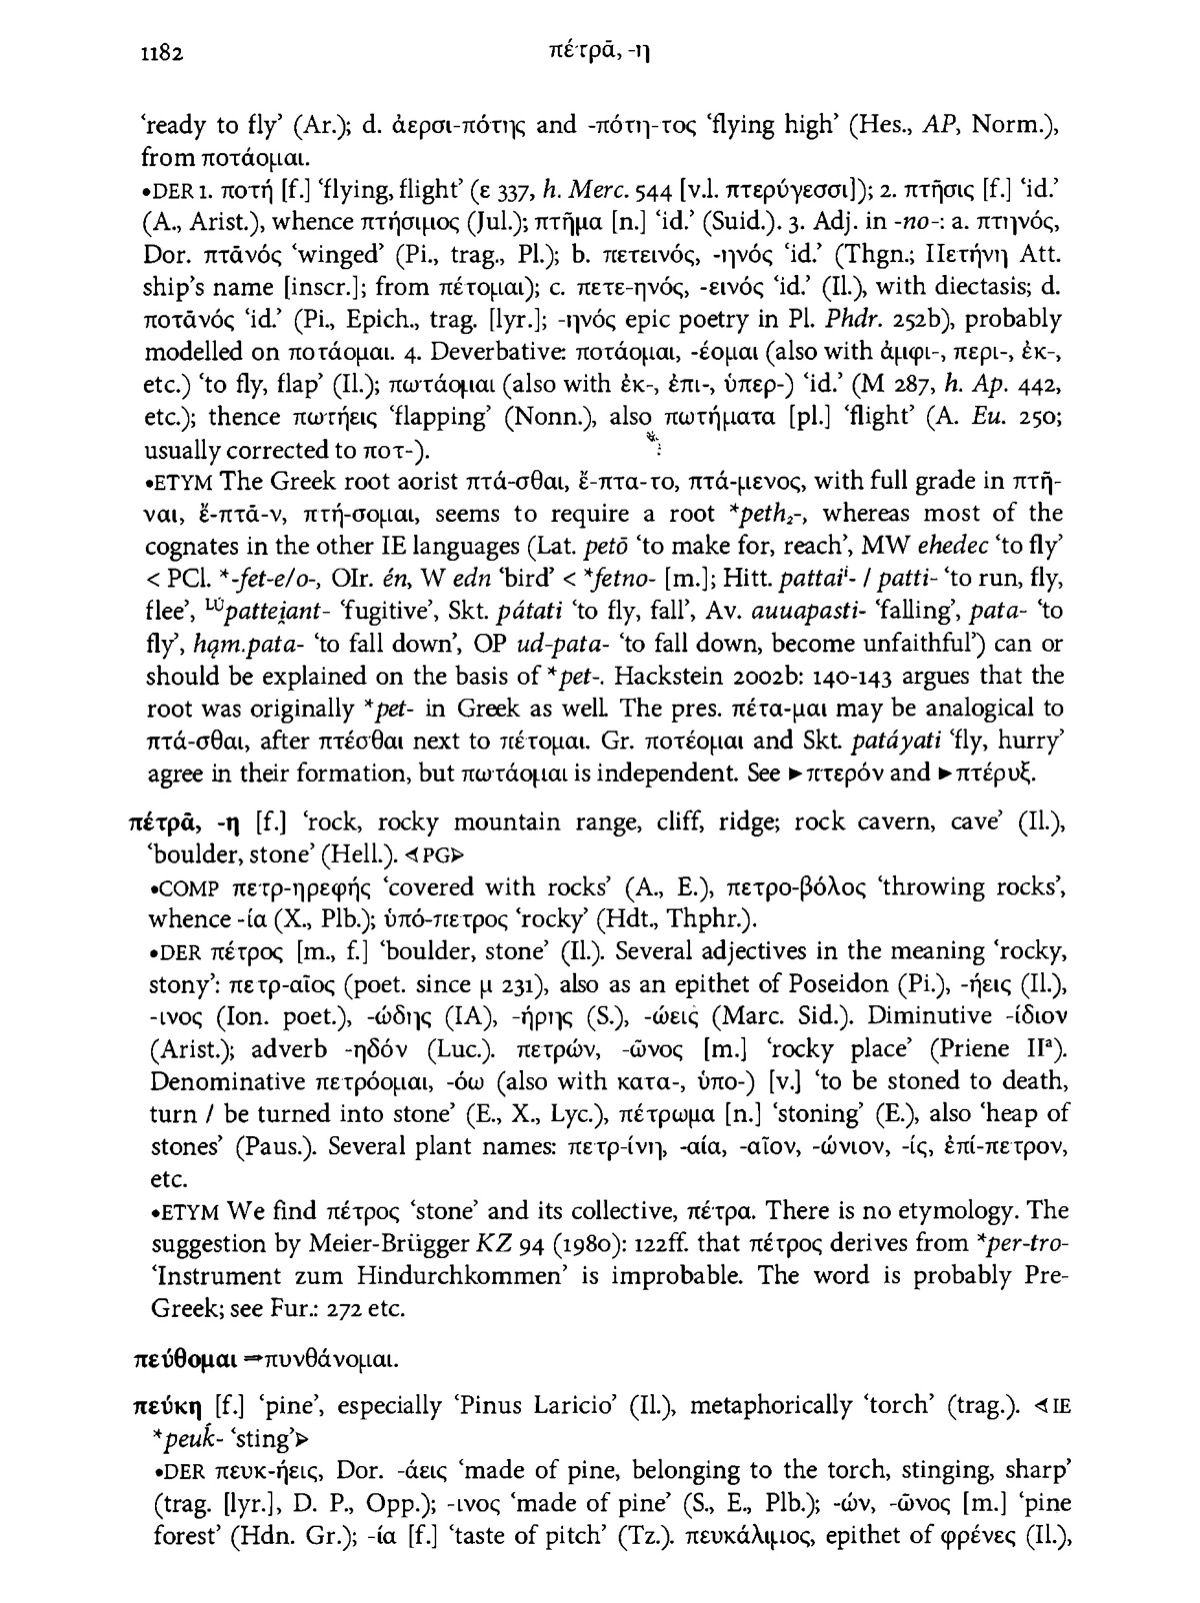 1182
πέτρᾱ, -η
‘ready to fly’ (Ar.); d. ἀερσι-πότης and -πότη-τος ‘flying high’ (Hes., AP, Norm.),
from ποτάομαι.
•DER 1. ποτή [f.] ‘flying, flight’ (ε 337, h. Merc. 544 [v.l. πτερύγεσσι]); 2. πτῆσις [f.] ‘id.’
(A., Arist.), whence πτήσιμος (Jul.); πτῆμα [n.] ‘id.’ (Suid.). 3. Adj. in -no-: a. πτηνός,
Dor. πτᾱνός ‘winged’ (Pi., trag., Pl.); b. πετεινός, -ηνός ‘id.’ (Thgn.; Πετήνη Att.
ship’s name [inscr.]; from πέτομαι); c. πετε-ηνός, -εινός ‘id.’ (Il.), with diectasis; d.
ποτᾱνός ‘id.’ (Pi., Epich., trag. [lyr.]; -ηνός epic poetry in Pl. Phdr. 252b), probably
modelled on ποτάομαι. 4. Deverbative: ποτάομαι, -έομαι (also with ἀμφι-, περι-, ἐκ-,
etc.) ‘to fly, flap’ (Il.); πωτάομαι (also with ἐκ-, ἐπι-, ὑπερ-) ‘id.’ (M 287, h. Ap. 442,
etc.); thence πωτήεις ‘flapping’ (Nonn.), also πωτήματα [pl.] ‘flight’ (A. Eu. 250;
usually corrected to ποτ-).
•ETYM The Greek root aorist πτά-σθαι, ἔ-πτα-το, πτά-μενος, with full grade in πτῆ-
ναι, ἔ-πτᾱ-ν, πτή-σομαι, seems to require a root *peth₂-, whereas most of the
cognates in the other IE languages (Lat. petō ‘to make for, reach’, MW ehedec ‘to fly’
< PCl. *-fet-e/o-, OIr. én, W edn ‘bird’ < *fetno- [m.]; Hitt. pattaiⁱ- / patti- ‘to run, fly,
flee’, ᴸᵁ́pattei̯ant- ‘fugitive’, Skt. pátati ‘to fly, fall’, Av. auuapasti- ‘falling’, pata- ‘to
fly’, hąm.pata- ‘to fall down’, OP ud-pata- ‘to fall down, become unfaithful’) can or
should be explained on the basis of *pet-. Hackstein 2002b: 140-143 argues that the
root was originally *pet- in Greek as well. The pres. πέτα-μαι may be analogical to
πτά-σθαι, after πτέσθαι next to πέτομαι. Gr. ποτέομαι and Skt. patáyati ‘fly, hurry’
agree in their formation, but πωτάομαι is independent. See ►πτερόν and ►πτέρυξ.
πέτρᾱ, -η [f.] ‘rock, rocky mountain range, cliff, ridge; rock cavern, cave’ (Il.),
‘boulder, stone’ (Hell.). ⊲PG⊳
•COMP πετρ-ηρεφής ‘covered with rocks’ (A., E.), πετρο-βόλος ‘throwing rocks’,
whence -ία (X., Plb.); ὑπό-πετρος ‘rocky’ (Hdt., Thphr.).
•DER πέτρος [m., f.] ‘boulder, stone’ (Il.). Several adjectives in the meaning ‘rocky,
stony’: πετρ-αῖος (poet. since μ 231), also as an epithet of Poseidon (Pi.), -ήεις (Il.),
-ινος (Ion. poet.), -ώδης (IA), -ήρης (S.), -ώεις (Marc. Sid.). Diminutive -ίδιον
(Arist.); adverb -ηδόν (Luc.). πετρών, -ῶνος [m.] ‘rocky place’ (Priene IIᵃ).
Denominative πετρόομαι, -όω (also with κατα-, ὑπο-) [v.] ‘to be stoned to death,
turn / be turned into stone’ (E., X., Lyc.), πέτρωμα [n.] ‘stoning’ (E.), also ‘heap of
stones’ (Paus.). Several plant names: πετρ-ίνη, -αία, -αῖον, -ώνιον, -ίς, ἐπί-πετρον,
etc.
•ETYM We find πέτρος ‘stone’ and its collective, πέτρα. There is no etymology. The
suggestion by Meier-Brügger KZ 94 (1980): 122ff. that πέτρος derives from *per-tro-
‘Instrument zum Hindurchkommen’ is improbable. The word is probably Pre-
Greek; see Fur.: 272 etc.
πεύθομαι ⇒πυνθάνομαι.
πεύκη [f.] ‘pine’, especially ‘Pinus Laricio’ (Il.), metaphorically ‘torch’ (trag.). ⊲IE
*peuḱ- ‘sting’⊳
•DER πευκ-ήεις, Dor. -άεις ‘made of pine, belonging to the torch, stinging, sharp’
(trag. [lyr.], D. P., Opp.); -ινος ‘made of pine’ (S., E., Plb.); -ών, -ῶνος [m.] ‘pine
forest’ (Hdn. Gr.); -ία [f.] ‘taste of pitch’ (Tz.). πευκάλιμος, epithet of φρένες (Il.),